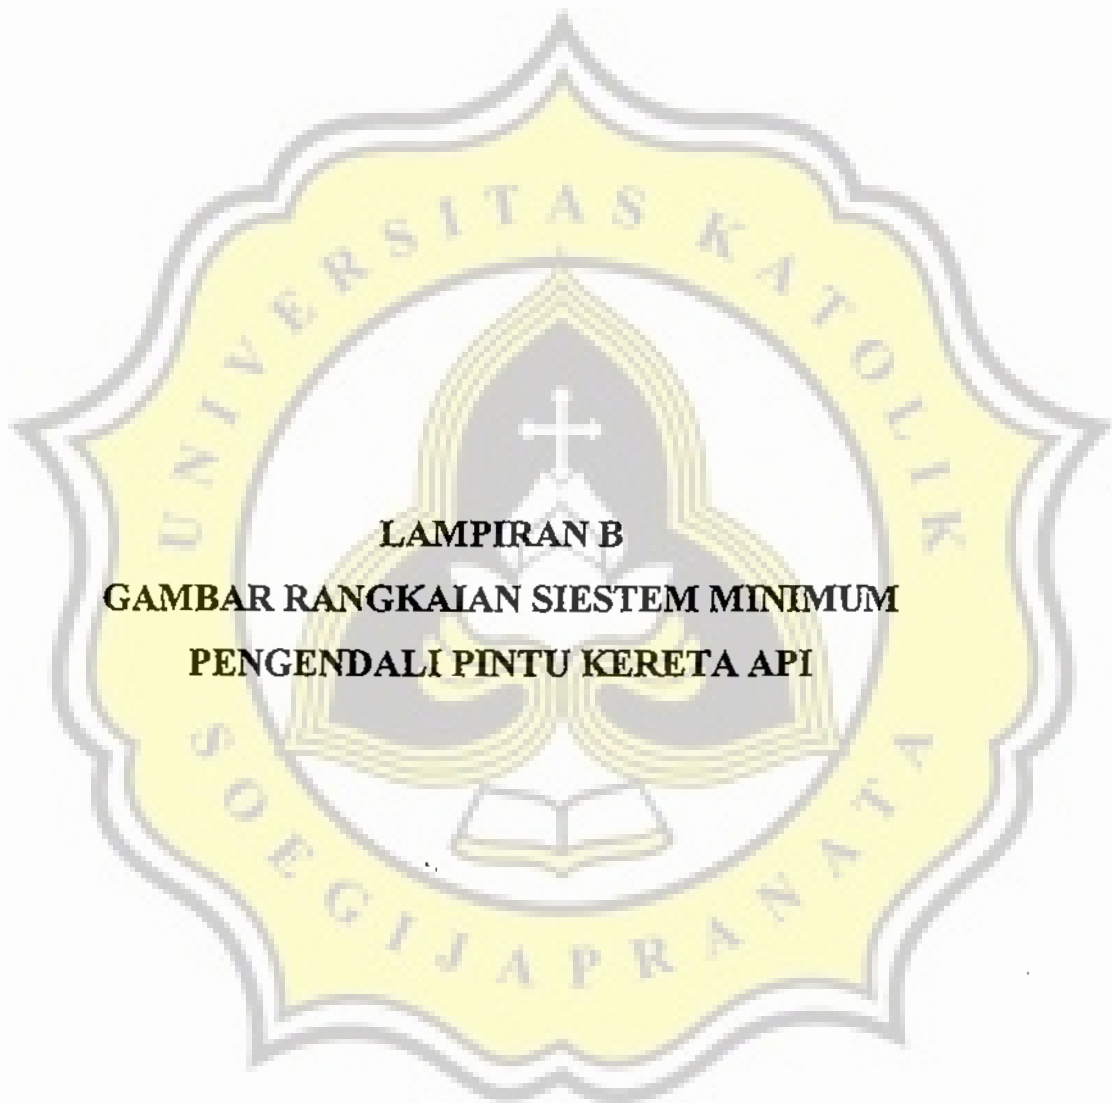 UNIVERSITAS KATOLIK
LAMPIRAN B
GAMBAR RANGKAIAN SIESTEM MINIMUM
PENGENDALI PINTU KERETA API
SOEGIJAPRANATA